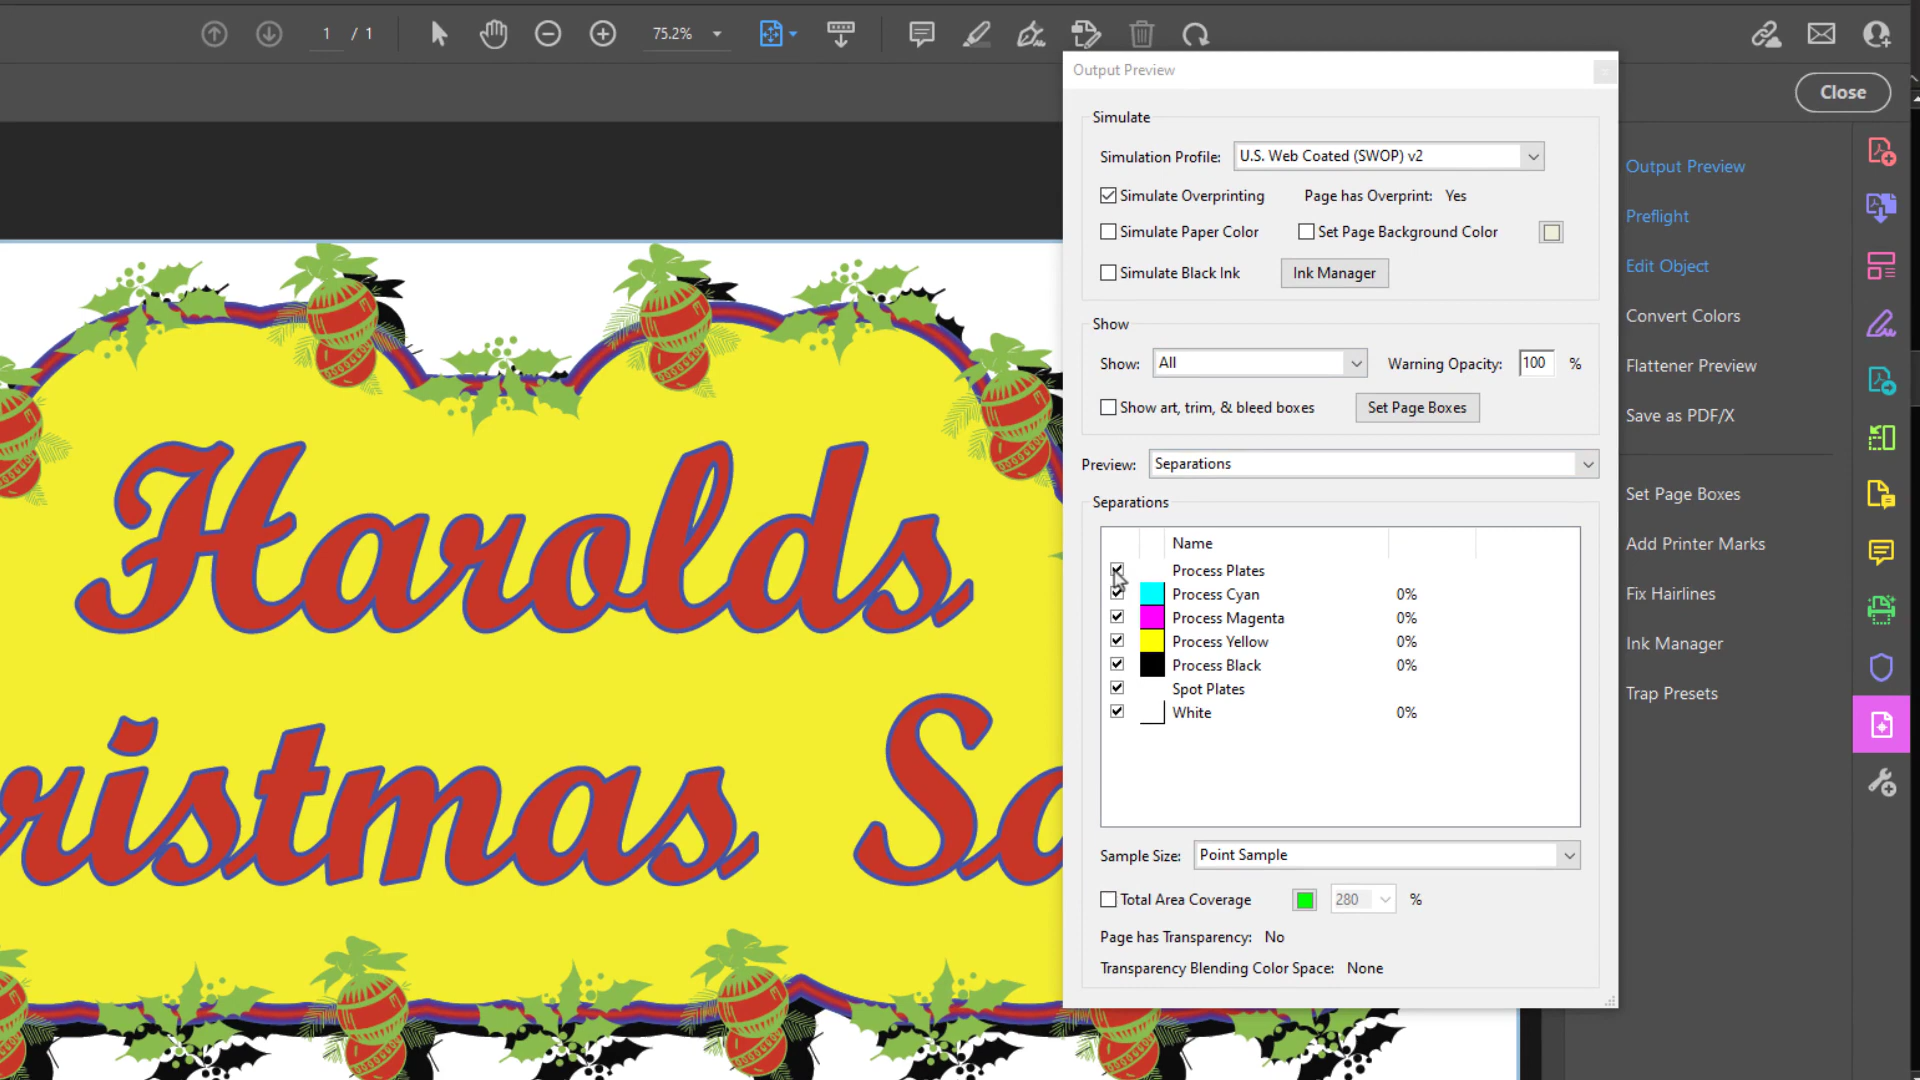 1 / 1
75.2%
Output Preview
Close
Simulate
Simulation Profile: U.S. Web Coated (SWOP) v2
Simulate Overprinting Page has Overprint: Yes
Simulate Paper Color Set Page Background Color
Simulate Black Ink Ink Manager
Show
Show: All Warning Opacity: 100 %
Show art, trim, & bleed boxes Set Page Boxes
Preview: Separations
Separations
Name
Process Plates
Process Cyan 0%
Process Magenta 0%
Process Yellow 0%
Process Black 0%
Spot Plates
White 0%
Sample Size: Point Sample
Total Area Coverage 280 %
Page has Transparency: No
Transparency Blending Color Space: None
Output Preview
Preflight
Edit Object
Convert Colors
Flattener Preview
Save as PDF/X
Set Page Boxes
Add Printer Marks
Fix Hairlines
Ink Manager
Trap Presets
Harolds
ristmas Sa